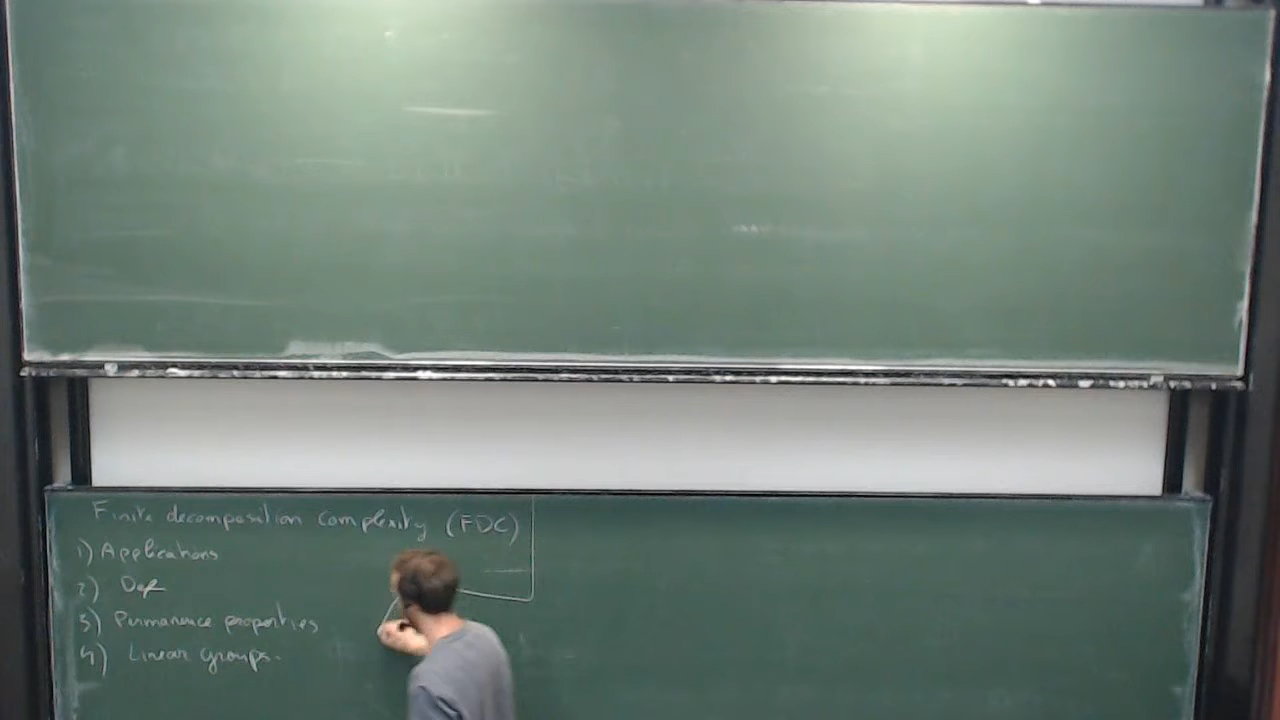 Finite decomposition complexity (FDC)
1) Applications
2) Def
3) Permanence properties
4) Linear groups.